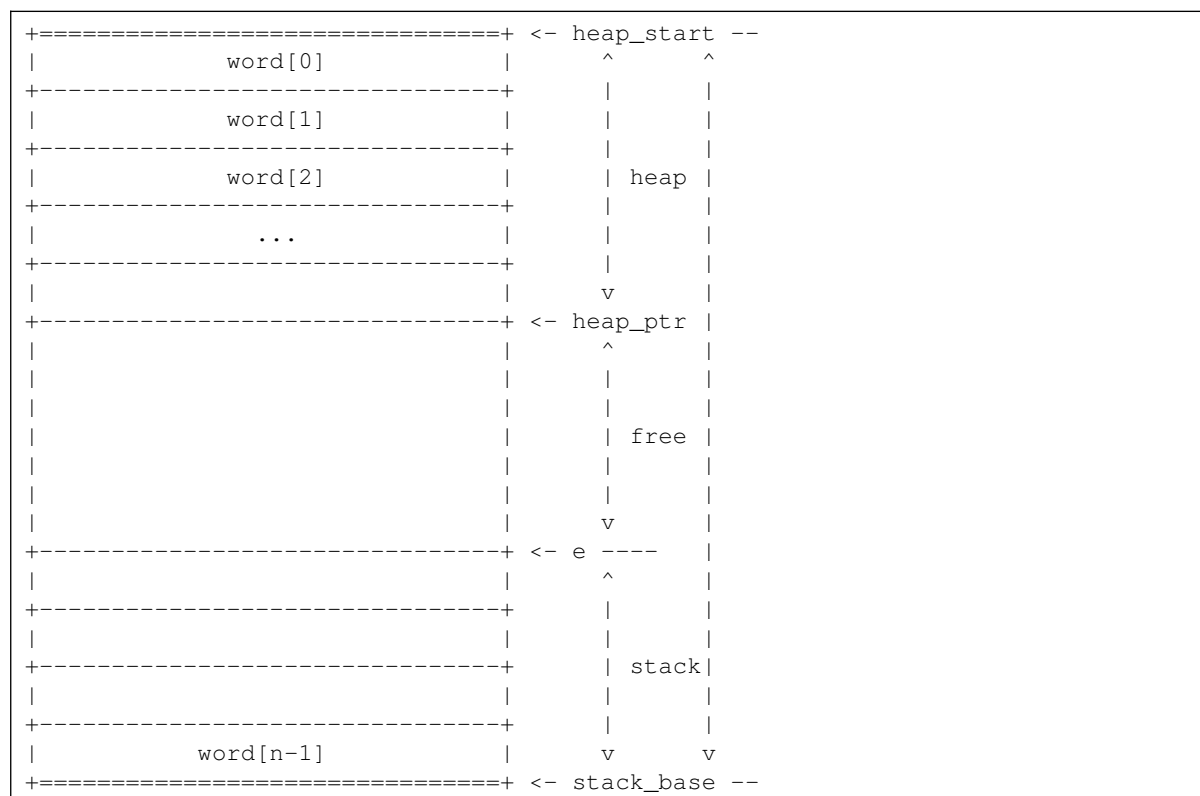 +================================+ <- heap_start --
|            word[0]             |      ^      ^
+--------------------------------+      |      |
|            word[1]             |      |      |
+--------------------------------+      |      |
|            word[2]             |      | heap |
+--------------------------------+      |      |
|              ...               |      |      |
+--------------------------------+      |      |
|                                |      v      |
+--------------------------------+ <- heap_ptr |
|                                |      ^      |
|                                |      |      |
|                                |      |      |
|                                |      | free |
|                                |      |      |
|                                |      |      |
|                                |      v      |
+--------------------------------+ <- e ----   |
|                                |      ^      |
+--------------------------------+      |      |
|                                |      |      |
+--------------------------------+      | stack|
|                                |      |      |
+--------------------------------+      |      |
|          word[n-1]             |      v      v
+================================+ <- stack_base --